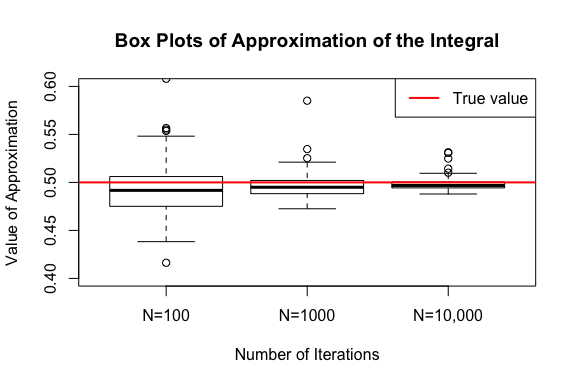 Box Plots of Approximation of the Integral
True value
Value of Approximation
0.60
0.55
0.50
0.45
0.40
N=100
N=1000
N=10,000
Number of Iterations